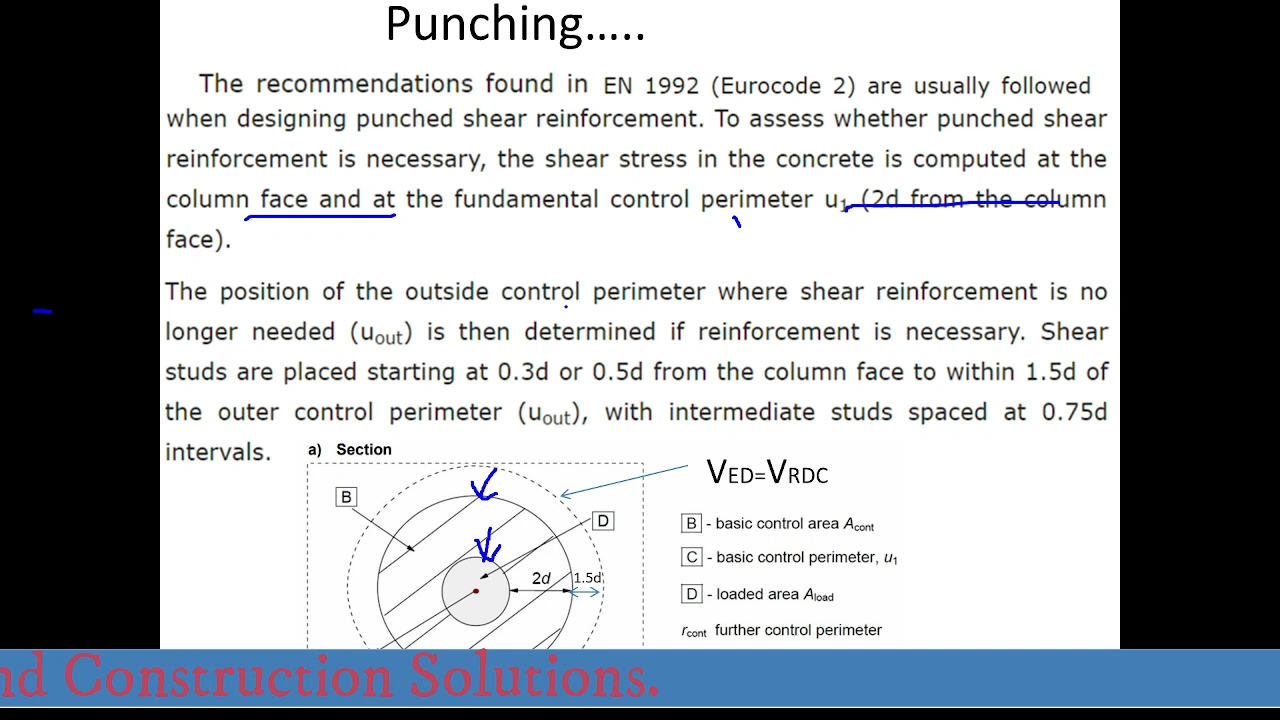 Punching.....
The recommendations found in EN 1992 (Eurocode 2) are usually followed
when designing punched shear reinforcement. To assess whether punched shear
reinforcement is necessary, the shear stress in the concrete is computed at the
column face and at the fundamental control perimeter u1 (2d from the column
face).
The position of the outside control perimeter where shear reinforcement is no
longer needed (uout) is then determined if reinforcement is necessary. Shear
studs are placed starting at 0.3d or 0.5d from the column face to within 1.5d of
the outer control perimeter (uout), with intermediate studs spaced at 0.75d
intervals.
a) Section
VED=VRDC
B
D
B - basic control area Acont
C - basic control perimeter, u1
2d
1.5d
D - loaded area Aload
rcont further control perimeter
nd Construction Solutions.